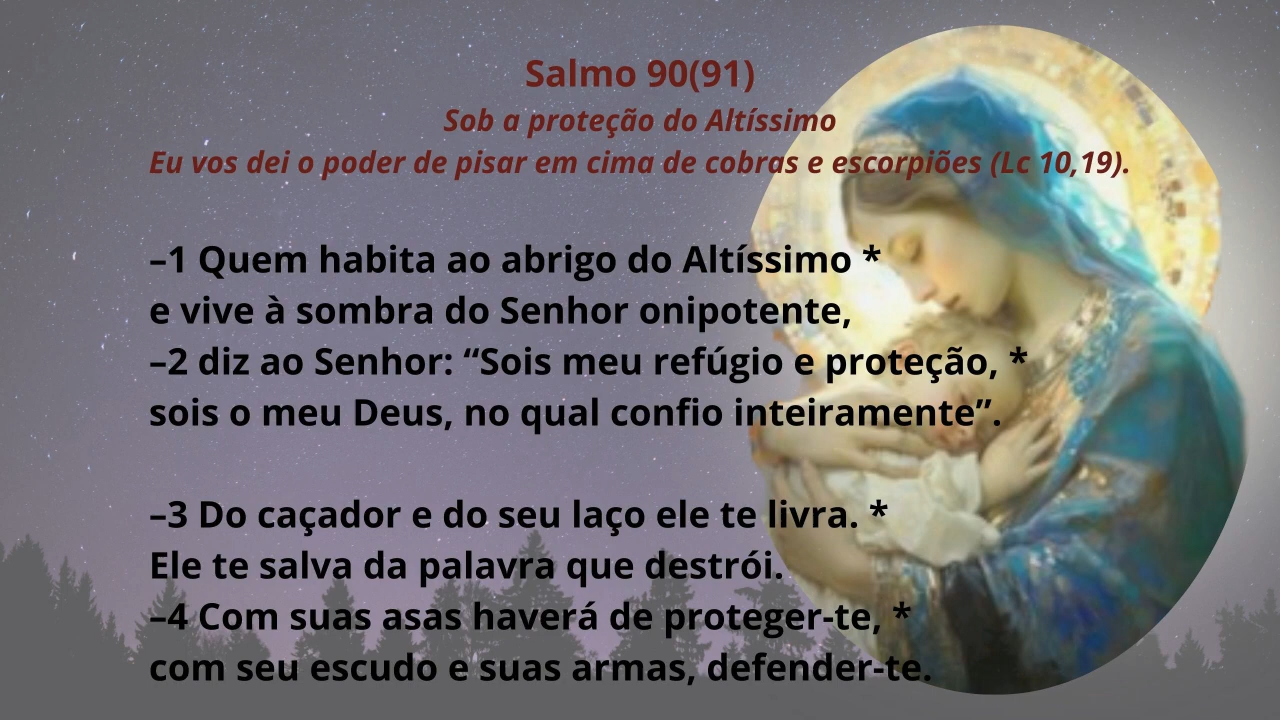 Salmo 90(91)
Sob a proteção do Altíssimo
Eu vos dei o poder de pisar em cima de cobras e escorpiões (Lc 10,19).
–1 Quem habita ao abrigo do Altíssimo *
e vive à sombra do Senhor onipotente,
–2 diz ao Senhor: “Sois meu refúgio e proteção, *
sois o meu Deus, no qual confio inteiramente”.
–3 Do caçador e do seu laço ele te livra. *
Ele te salva da palavra que destrói.
–4 Com suas asas haverá de proteger-te, *
com seu escudo e suas armas, defender-te.